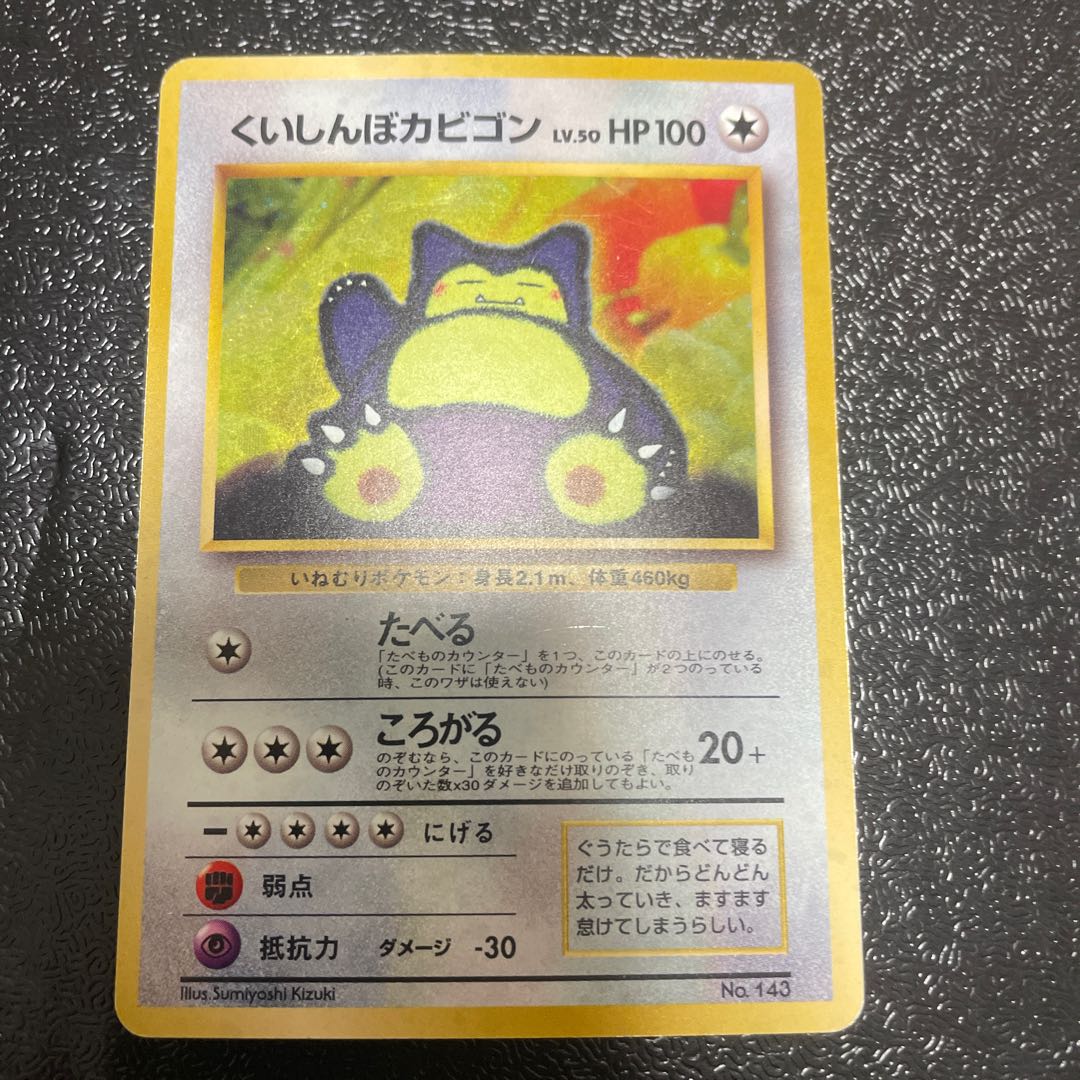 くいしんぼカビゴン LV.50 HP100
いねむりポケモン：身長2.1m、体重460kg
たべる
「たべものカウンター」を1つ、このカードの上にのせる。
(このカードに「たべものカウンター」が2つのっている
時、このワザは使えない)
ころがる
のぞむなら、このカードにのっている「たべも
のカウンター」を好きなだけ取りのぞき、取り
のぞいた数x30ダメージを追加してもよい。
20+
にげる
弱点
抵抗力 ダメージ -30
ぐうたらで食べて寝る
だけ。だからどんどん
太っていき、ますます
怠けてしまうらしい。
Illus. Sumiyoshi Kizuki
No. 143